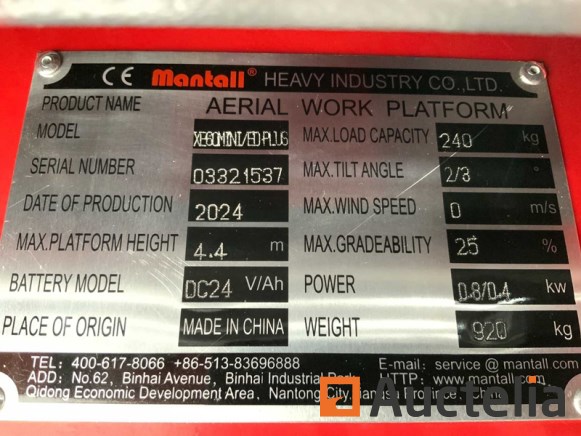 CE Mantall® HEAVY INDUSTRY CO.,LTD.
PRODUCT NAME AERIAL WORK PLATFORM
MODEL MAX.LOAD CAPACITY 240 kg
SERIAL NUMBER 03321537 MAX.TILT ANGLE 2/3 °
DATE OF PRODUCTION 2024 MAX.WIND SPEED 0 m/s
MAX.PLATFORM HEIGHT 4.4 m MAX.GRADEABILITY 25 %
BATTERY MODEL DC24 V/Ah POWER 0.8/0.4 kw
PLACE OF ORIGIN MADE IN CHINA WEIGHT 920 kg
TEL: 400-617-8066 +86-513-83696888 E-mail: service @ mantall.com
ADD: No.62, Binhai Avenue, Binhai Industrial Park HTTP: www.mantall.com
Qidong Economic Development Area, Nantong City, Jiangsu Province, China
Auctelia